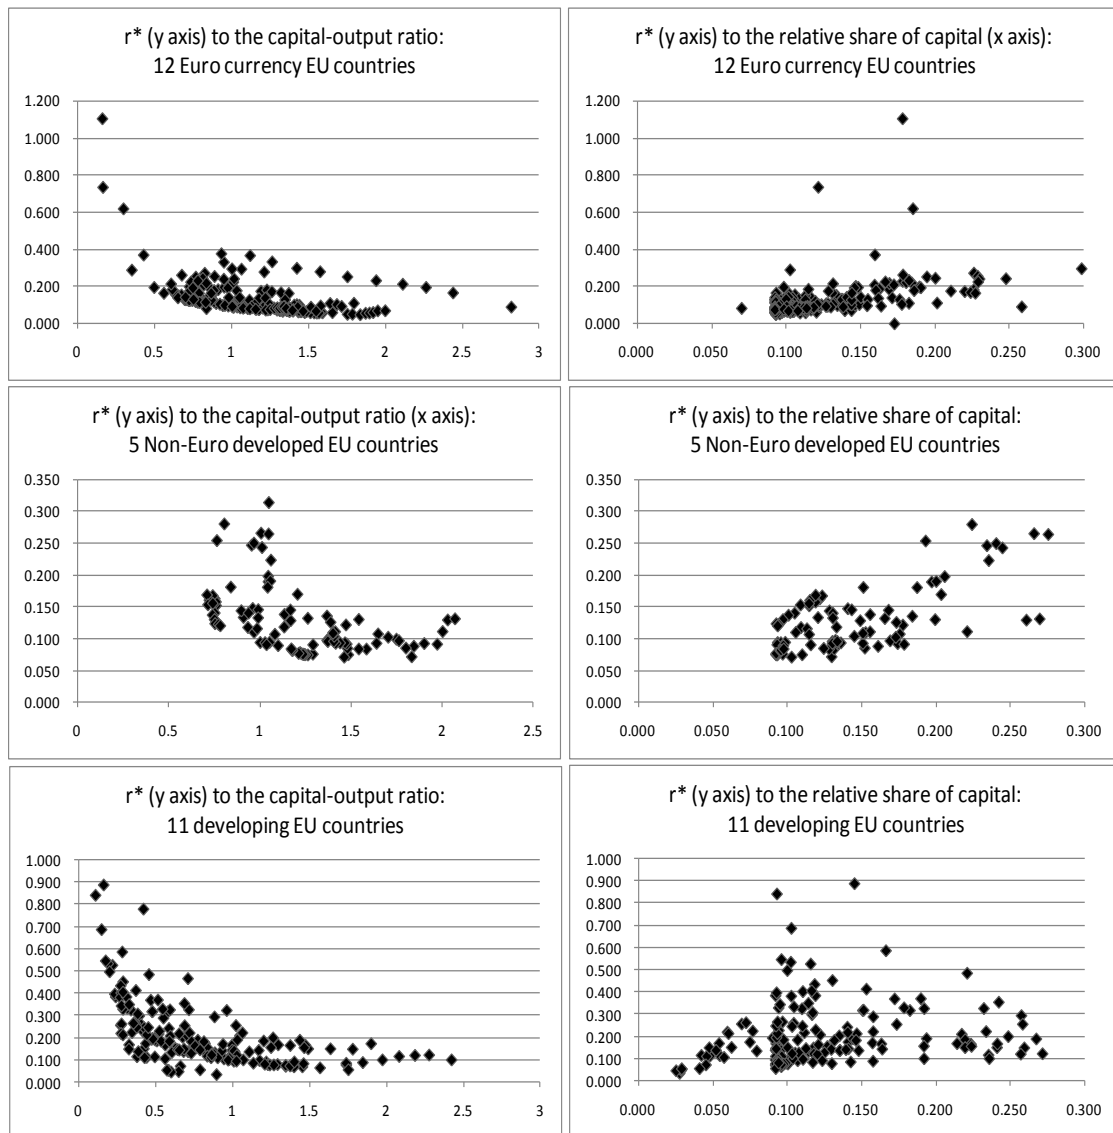 r* (y axis) to the capital-output ratio:
12 Euro currency EU countries
1.200
1.000
0.800
0.600
0.400
0.200
0.000
0 0.5 1 1.5 2 2.5 3
r* (y axis) to the relative share of capital (x axis):
12 Euro currency EU countries
1.200
1.000
0.800
0.600
0.400
0.200
0.000
0.000 0.050 0.100 0.150 0.200 0.250 0.300
r* (y axis) to the capital-output ratio (x axis):
5 Non-Euro developed EU countries
0.350
0.300
0.250
0.200
0.150
0.100
0.050
0.000
0 0.5 1 1.5 2 2.5
r* (y axis) to the relative share of capital:
5 Non-Euro developed EU countries
0.350
0.300
0.250
0.200
0.150
0.100
0.050
0.000
0.000 0.050 0.100 0.150 0.200 0.250 0.300
r* (y axis) to the capital-output ratio:
11 developing EU countries
1.000
0.900
0.800
0.700
0.600
0.500
0.400
0.300
0.200
0.100
0.000
0 0.5 1 1.5 2 2.5 3
r* (y axis) to the relative share of capital:
11 developing EU countries
1.000
0.900
0.800
0.700
0.600
0.500
0.400
0.300
0.200
0.100
0.000
0.000 0.050 0.100 0.150 0.200 0.250 0.300